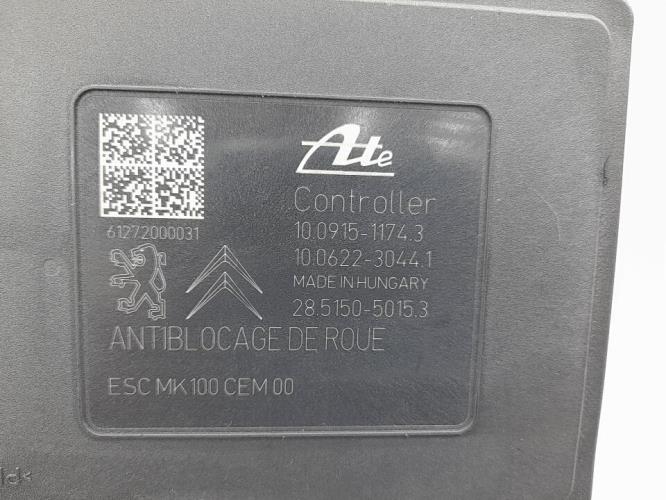 Ate
Controller
61272000031
10.0915-1174.3
10.0622-3044.1
MADE IN HUNGARY
28.5150-5015.3
ANTIBLOCAGE DE ROUE
ESC MK100 CEM 00